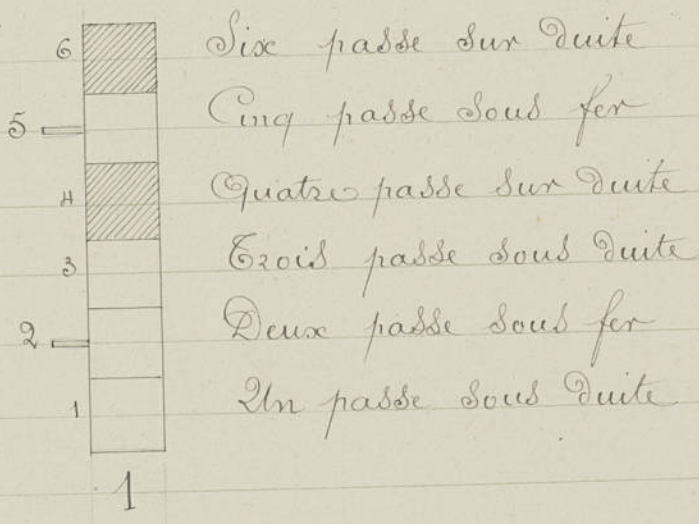 6 Six passe sur duite
5 Cinq passe sous fer
4 Quatre passe sur duite
3 Trois passe sous duite
2 Deux passe sous fer
1 Un passe sous duite
1